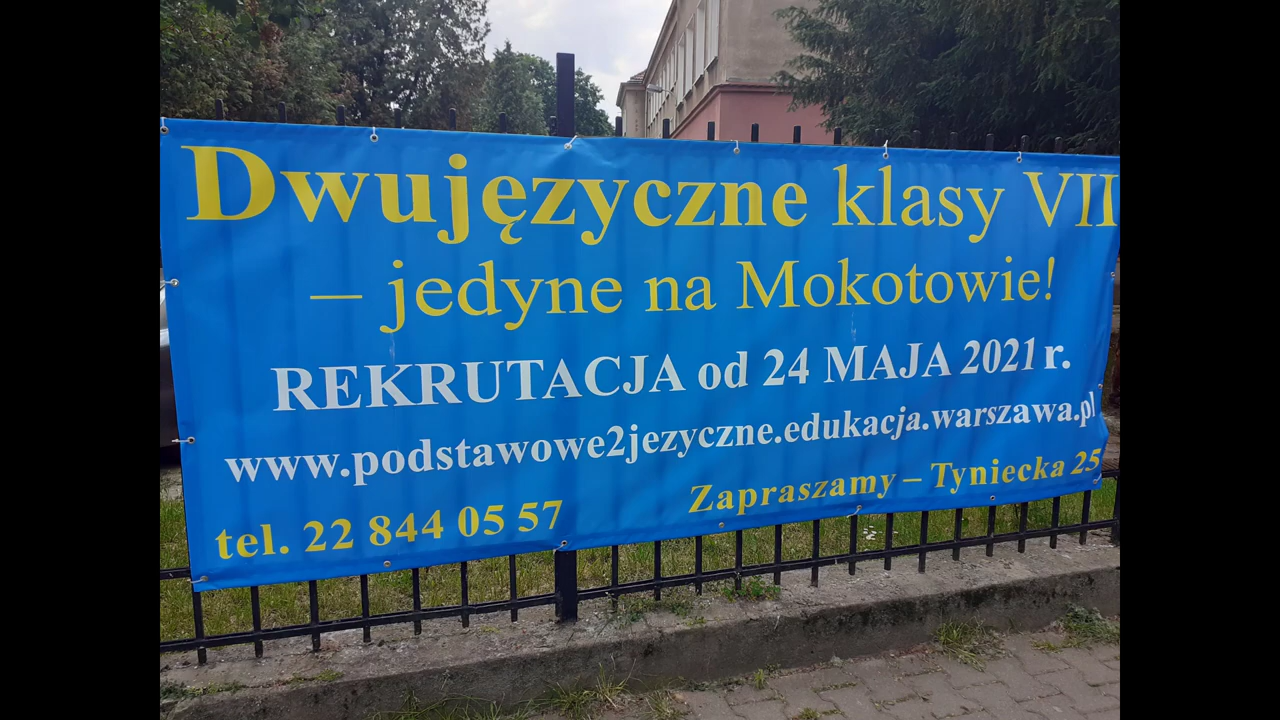 Dwujęzyczne klasy VII
– jedyne na Mokotowie!
REKRUTACJA od 24 MAJA 2021 r.
www.podstawowe2jezyczne.edukacja.warszawa.pl
Zapraszamy – Tyniecka 25
tel. 22 844 05 57